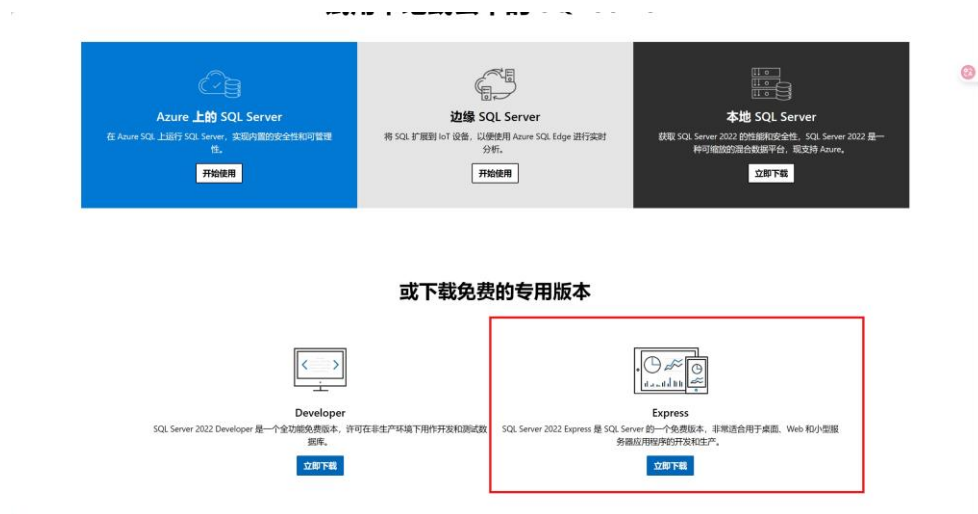 Azure 上的 SQL Server
在 Azure SQL 上运行 SQL Server，实现内置的安全性和可管理
性。
开始使用
边缘 SQL Server
将 SQL 扩展到 IoT 设备，以便使用 Azure SQL Edge 进行实时
分析。
开始使用
本地 SQL Server
获取 SQL Server 2022 的性能和安全性，SQL Server 2022 是一
种可缩放的混合数据平台，现支持 Azure。
立即下载
或下载免费的专用版本
Developer
SQL Server 2022 Developer 是一个全功能免费版本，许可在非生产环境下用作开发和测试数
据库。
立即下载
Express
SQL Server 2022 Express 是 SQL Server 的一个免费版本，非常适合用于桌面、Web 和小型服
务器应用程序的开发和生产。
立即下载